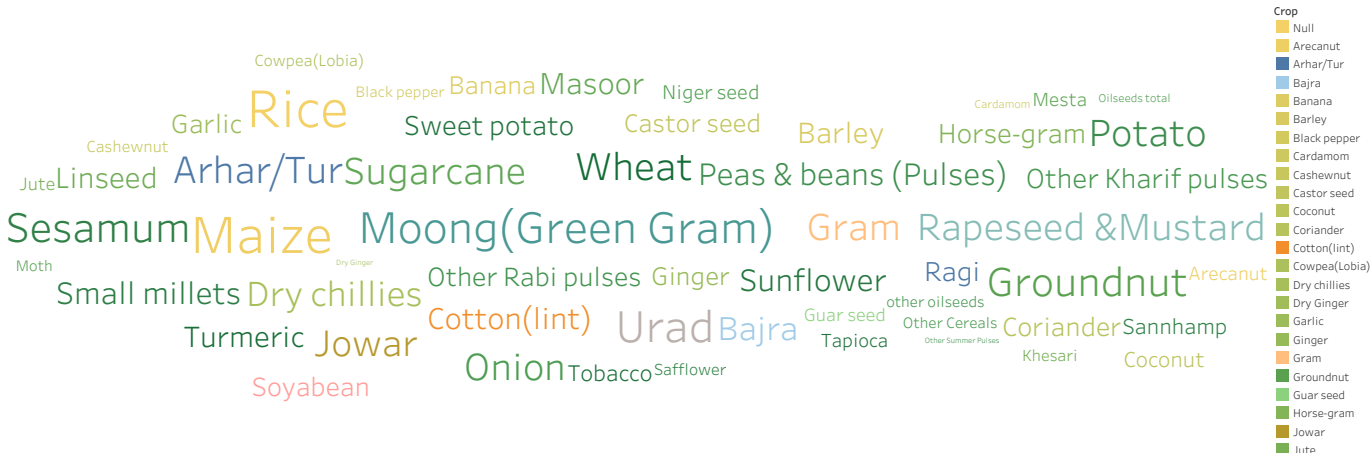 Cowpea(Lobia)
Black pepper Banana Masoor Niger seed Cardamom Mesta Oilseeds total
Garlic Rice Sweet potato Castor seed Barley Horse-gram Potato
Cashewnut
Jute Linseed Arhar/Tur Sugarcane Wheat Peas & beans (Pulses) Other Kharif pulses
Sesamum Maize Moong(Green Gram) Gram Rapeseed &Mustard
Moth Dry Ginger
Small millets Dry chillies Other Rabi pulses Ginger Sunflower Ragi Groundnut Arecanut
other oilseeds
Turmeric Jowar Cotton(lint) Urad Bajra Guar seed Other Cereals Coriander Sannhamp
Tapioca Other Summer Pulses
Khesari Coconut
Onion Tobacco Safflower
Soyabean
Crop
Null
Arecanut
Arhar/Tur
Bajra
Banana
Barley
Black pepper
Cardamom
Cashewnut
Castor seed
Coconut
Coriander
Cotton(lint)
Cowpea(Lobia)
Dry chillies
Dry Ginger
Garlic
Ginger
Gram
Groundnut
Guar seed
Horse-gram
Jowar
Jute